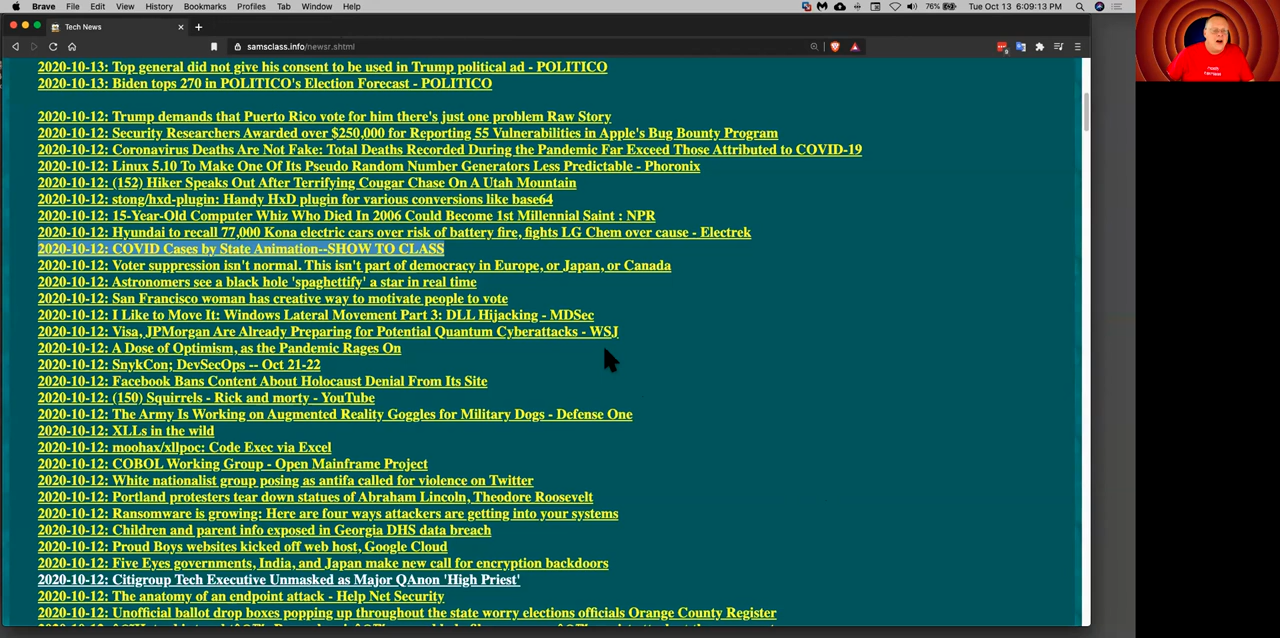 Brave File Edit View History Bookmarks Profiles Tab Window Help 76% Tue Oct 13 6:09:13 PM
Tech News
samsclass.info/newsr.shtml
2020-10-13: Top general did not give his consent to be used in Trump political ad - POLITICO
2020-10-13: Biden tops 270 in POLITICO's Election Forecast - POLITICO
2020-10-12: Trump demands that Puerto Rico vote for him there's just one problem Raw Story
2020-10-12: Security Researchers Awarded over $250,000 for Reporting 55 Vulnerabilities in Apple's Bug Bounty Program
2020-10-12: Coronavirus Deaths Are Not Fake: Total Deaths Recorded During the Pandemic Far Exceed Those Attributed to COVID-19
2020-10-12: Linux 5.10 To Make One Of Its Pseudo Random Number Generators Less Predictable - Phoronix
2020-10-12: (152) Hiker Speaks Out After Terrifying Cougar Chase On A Utah Mountain
2020-10-12: stong/hxd-plugin: Handy HxD plugin for various conversions like base64
2020-10-12: 15-Year-Old Computer Whiz Who Died In 2006 Could Become 1st Millennial Saint : NPR
2020-10-12: Hyundai to recall 77,000 Kona electric cars over risk of battery fire, fights LG Chem over cause - Electrek
2020-10-12: COVID Cases by State Animation--SHOW TO CLASS
2020-10-12: Voter suppression isn't normal. This isn't part of democracy in Europe, or Japan, or Canada
2020-10-12: Astronomers see a black hole 'spaghettify' a star in real time
2020-10-12: San Francisco woman has creative way to motivate people to vote
2020-10-12: I Like to Move It: Windows Lateral Movement Part 3: DLL Hijacking - MDSec
2020-10-12: Visa, JPMorgan Are Already Preparing for Potential Quantum Cyberattacks - WSJ
2020-10-12: A Dose of Optimism, as the Pandemic Rages On
2020-10-12: SnykCon; DevSecOps -- Oct 21-22
2020-10-12: Facebook Bans Content About Holocaust Denial From Its Site
2020-10-12: (150) Squirrels - Rick and morty - YouTube
2020-10-12: The Army Is Working on Augmented Reality Goggles for Military Dogs - Defense One
2020-10-12: XLLs in the wild
2020-10-12: moohax/xllpoc: Code Exec via Excel
2020-10-12: COBOL Working Group - Open Mainframe Project
2020-10-12: White nationalist group posing as antifa called for violence on Twitter
2020-10-12: Portland protesters tear down statues of Abraham Lincoln, Theodore Roosevelt
2020-10-12: Ransomware is growing: Here are four ways attackers are getting into your systems
2020-10-12: Children and parent info exposed in Georgia DHS data breach
2020-10-12: Proud Boys websites kicked off web host, Google Cloud
2020-10-12: Five Eyes governments, India, and Japan make new call for encryption backdoors
2020-10-12: Citigroup Tech Executive Unmasked as Major QAnon 'High Priest'
2020-10-12: The anatomy of an endpoint attack - Help Net Security
2020-10-12: Unofficial ballot drop boxes popping up throughout the state worry elections officials Orange County Register